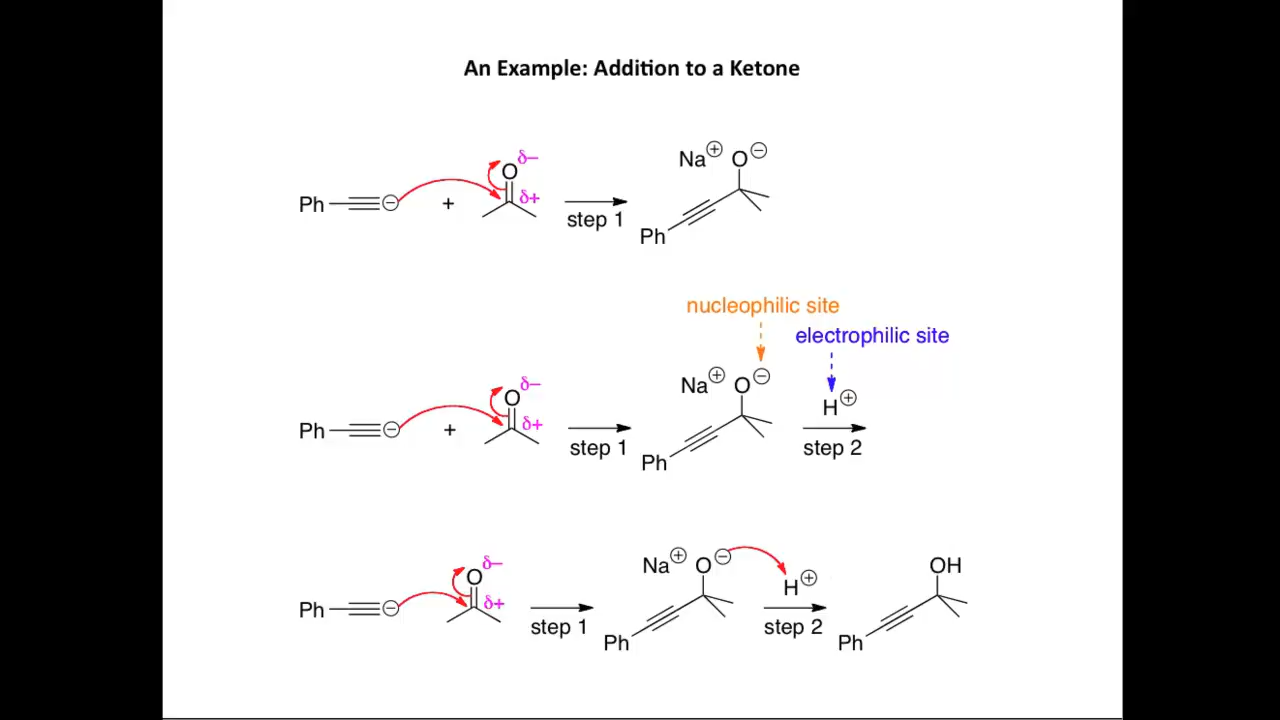 An Example: Addition to a Ketone
Na⊕ O⊖
Ph ⊖ + O δ– δ+ step 1 Ph
nucleophilic site
electrophilic site
Na⊕ O⊖ H⊕
Ph ⊖ + O δ– δ+ step 1 Ph step 2
Na⊕ O⊖ H⊕ OH
Ph ⊖ + O δ– δ+ step 1 Ph step 2 Ph